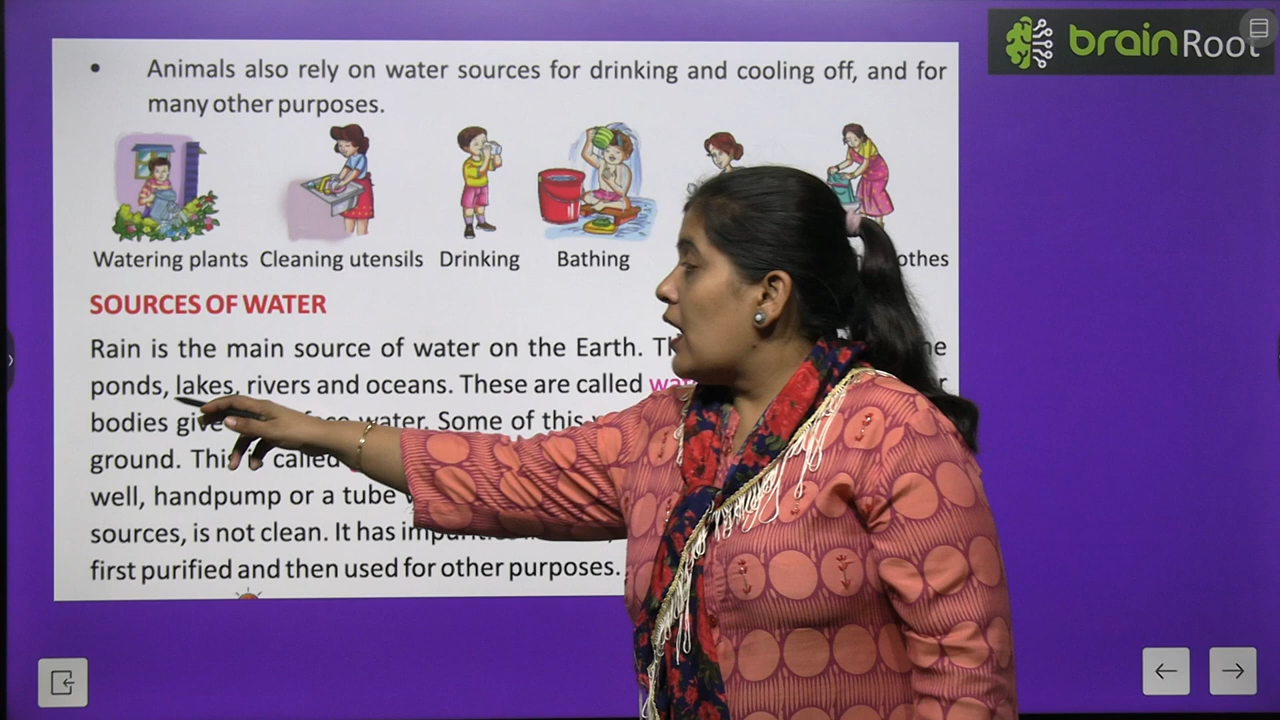 brainRoot
• Animals also rely on water sources for drinking and cooling off, and for
many other purposes.
Watering plants Cleaning utensils Drinking Bathing
SOURCES OF WATER
Rain is the main source of water on the Earth.
ponds, lakes, rivers and oceans. These are called
bodies water. Some of this
ground. This is called
well, handpump or a tube
sources, is not clean. It has
first purified and then used for other purposes.